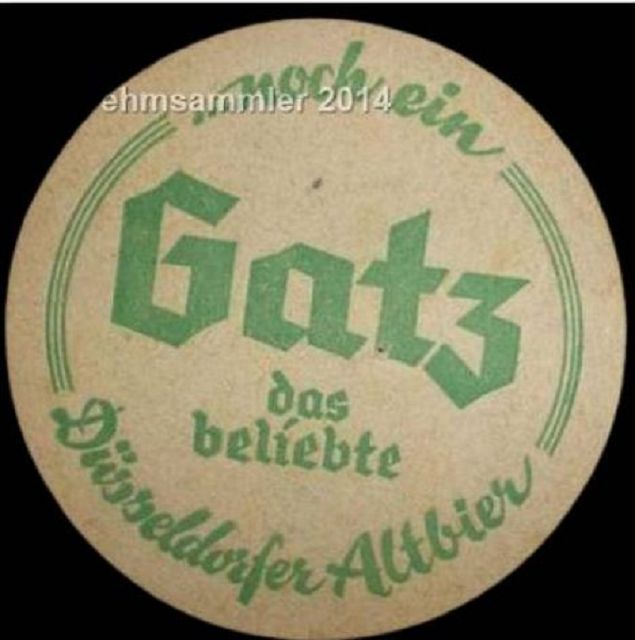 ...noch ein
ehmsammler 2014
Gatz
das
beliebte
Düsseldorfer Altbier